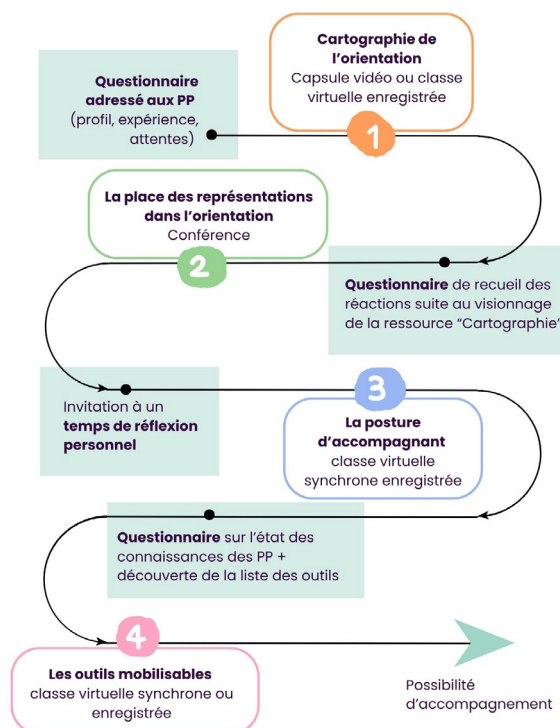 Cartographie de
l'orientation
Capsule vidéo ou classe
virtuelle enregistrée
Questionnaire
adressé aux PP
(profil, expérience,
attentes)
1
La place des représentations
dans l'orientation
Conférence
2
Questionnaire de recueil des
réactions suite au visionnage
de la ressource "Cartographie"
Invitation à un
temps de réflexion
personnel
3
La posture
d'accompagnant
classe virtuelle
synchrone enregistrée
Questionnaire sur l'état des
connaissances des PP +
découverte de la liste des outils
4
Les outils mobilisables
classe virtuelle synchrone ou
enregistrée
Possibilité
d'accompagnement